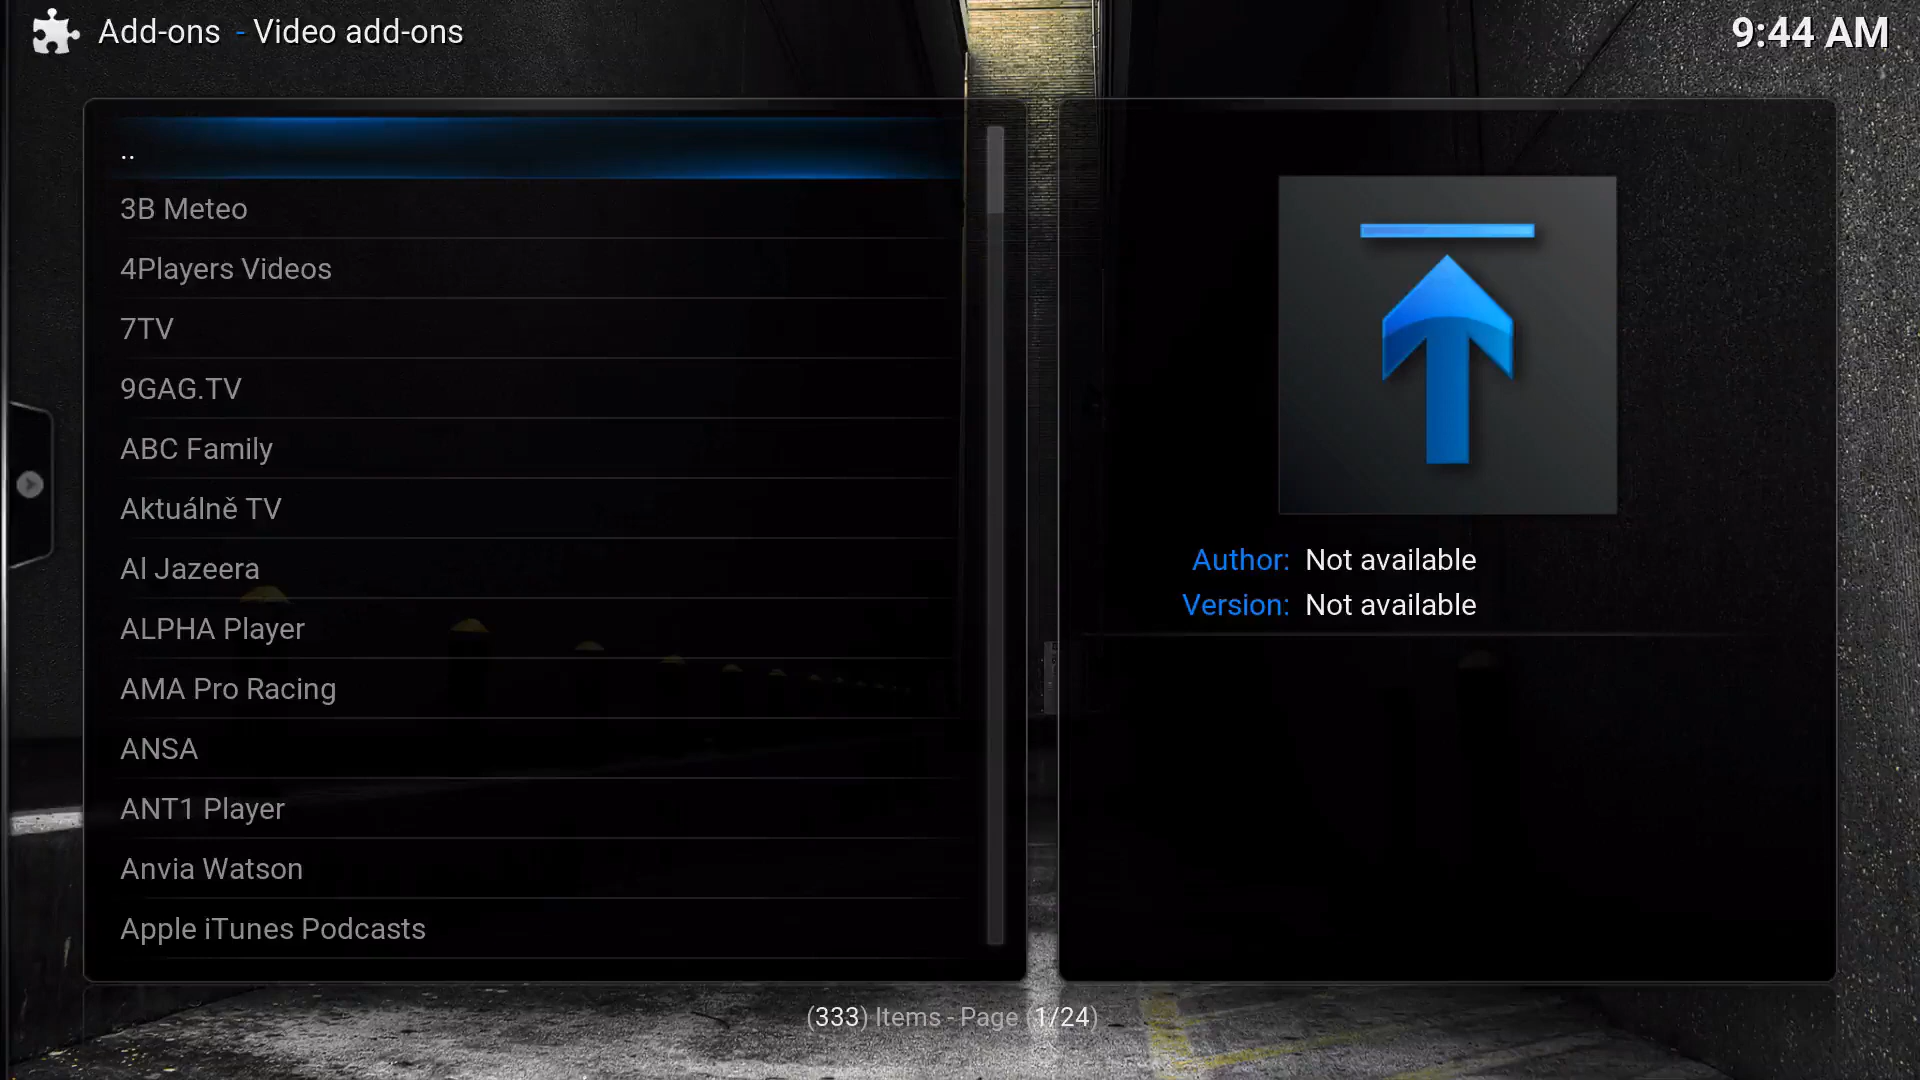 Add-ons - Video add-ons
9:44 AM
..
3B Meteo
4Players Videos
7TV
9GAG.TV
ABC Family
Aktuálně TV
Al Jazeera
ALPHA Player
AMA Pro Racing
ANSA
ANT1 Player
Anvia Watson
Apple iTunes Podcasts
Author: Not available
Version: Not available
(333) Items - Page (1/24)